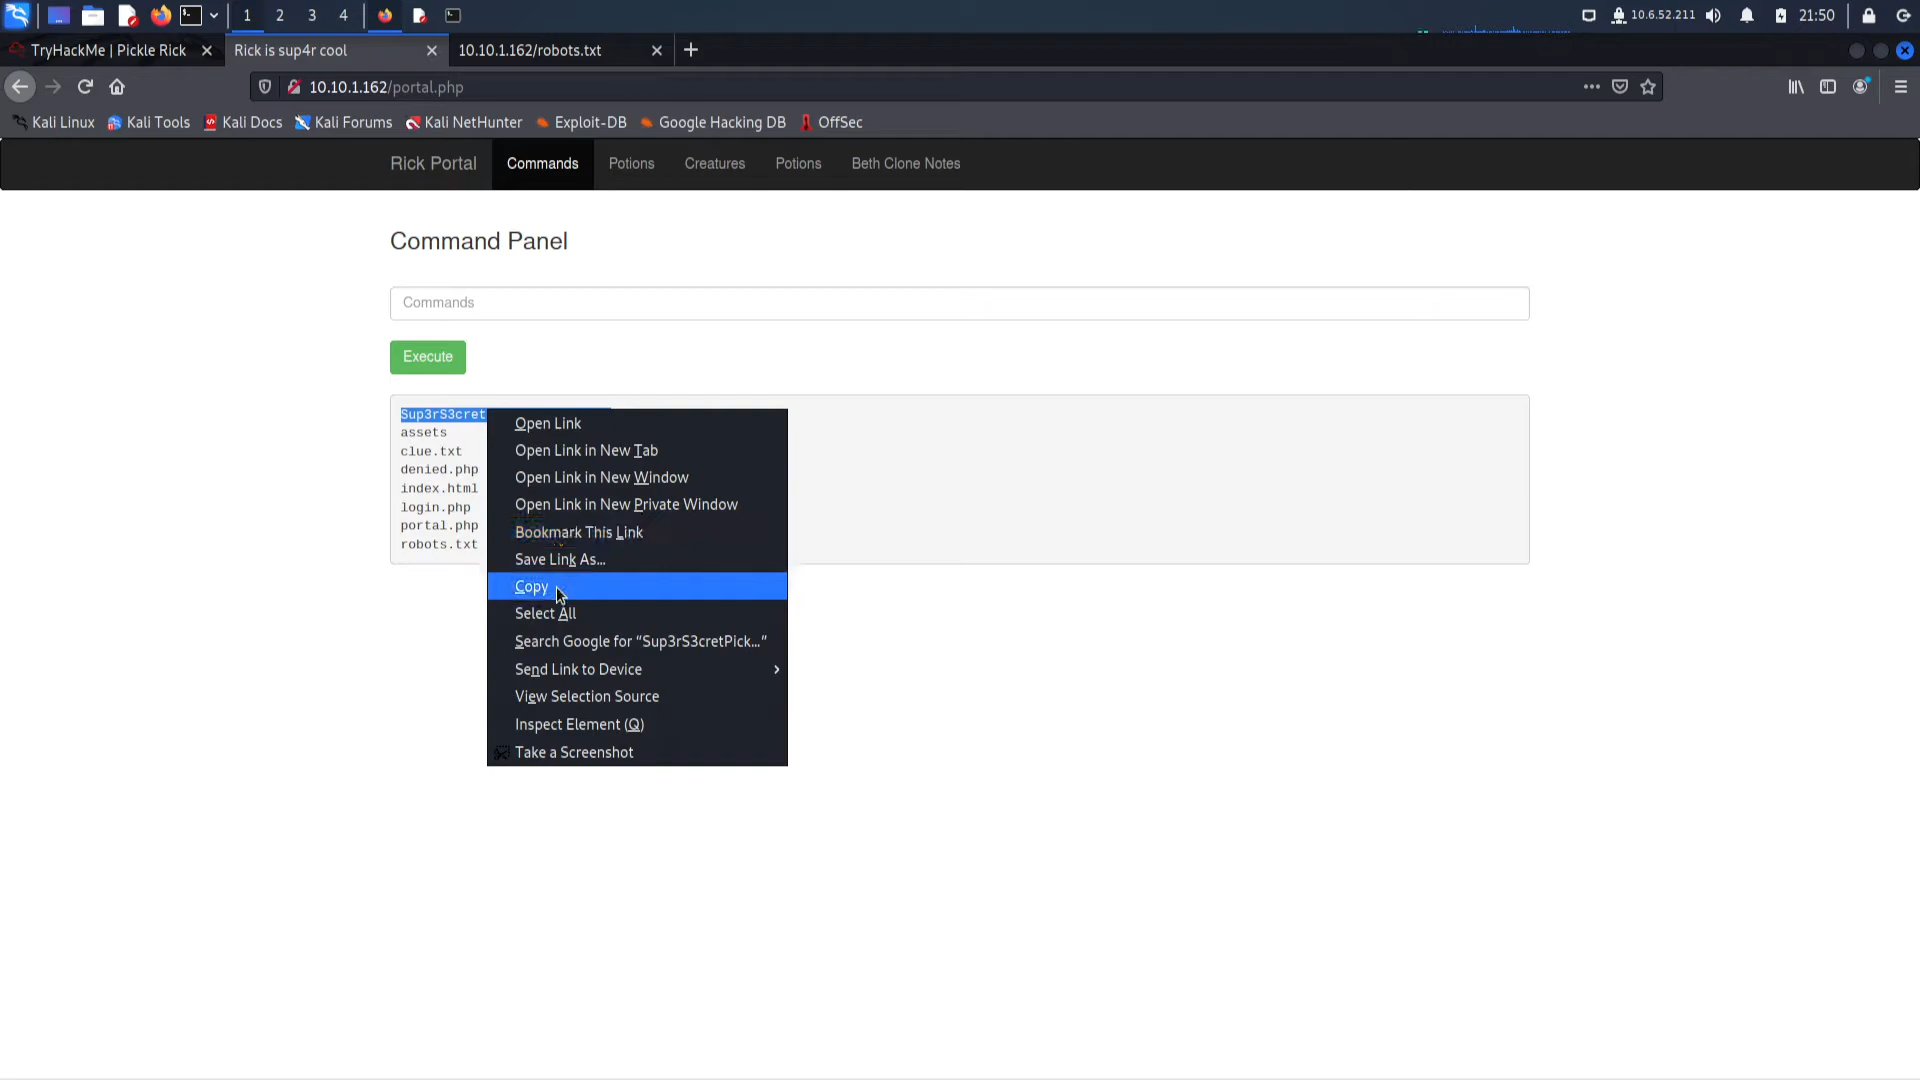 1 2 3 4 10.6.52.211 21:50
TryHackMe | Pickle Rick Rick is sup4r cool 10.10.1.162/robots.txt
10.10.1.162/portal.php
Kali Linux Kali Tools Kali Docs Kali Forums Kali NetHunter Exploit-DB Google Hacking DB OffSec
Rick Portal Commands Potions Creatures Potions Beth Clone Notes
Command Panel
Commands
Execute
Sup3rS3cret
assets
clue.txt
denied.php
index.html
login.php
portal.php
robots.txt
Open Link
Open Link in New Tab
Open Link in New Window
Open Link in New Private Window
Bookmark This Link
Save Link As...
Copy
Select All
Search Google for “Sup3rS3cretPick...”
Send Link to Device
View Selection Source
Inspect Element (Q)
Take a Screenshot